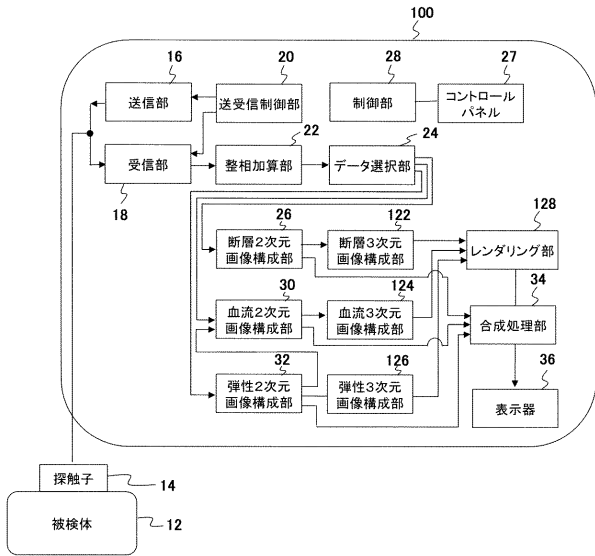 100
16
20
28
27
送信部
送受信制御部
制御部
コントロール
パネル
22
24
受信部
整相加算部
データ選択部
18
26
122
128
断層2次元
画像構成部
断層3次元
画像構成部
レンダリング部
30
124
34
血流2次元
画像構成部
血流3次元
画像構成部
合成処理部
32
126
36
弾性2次元
画像構成部
弾性3次元
画像構成部
表示器
探触子
14
被検体
12